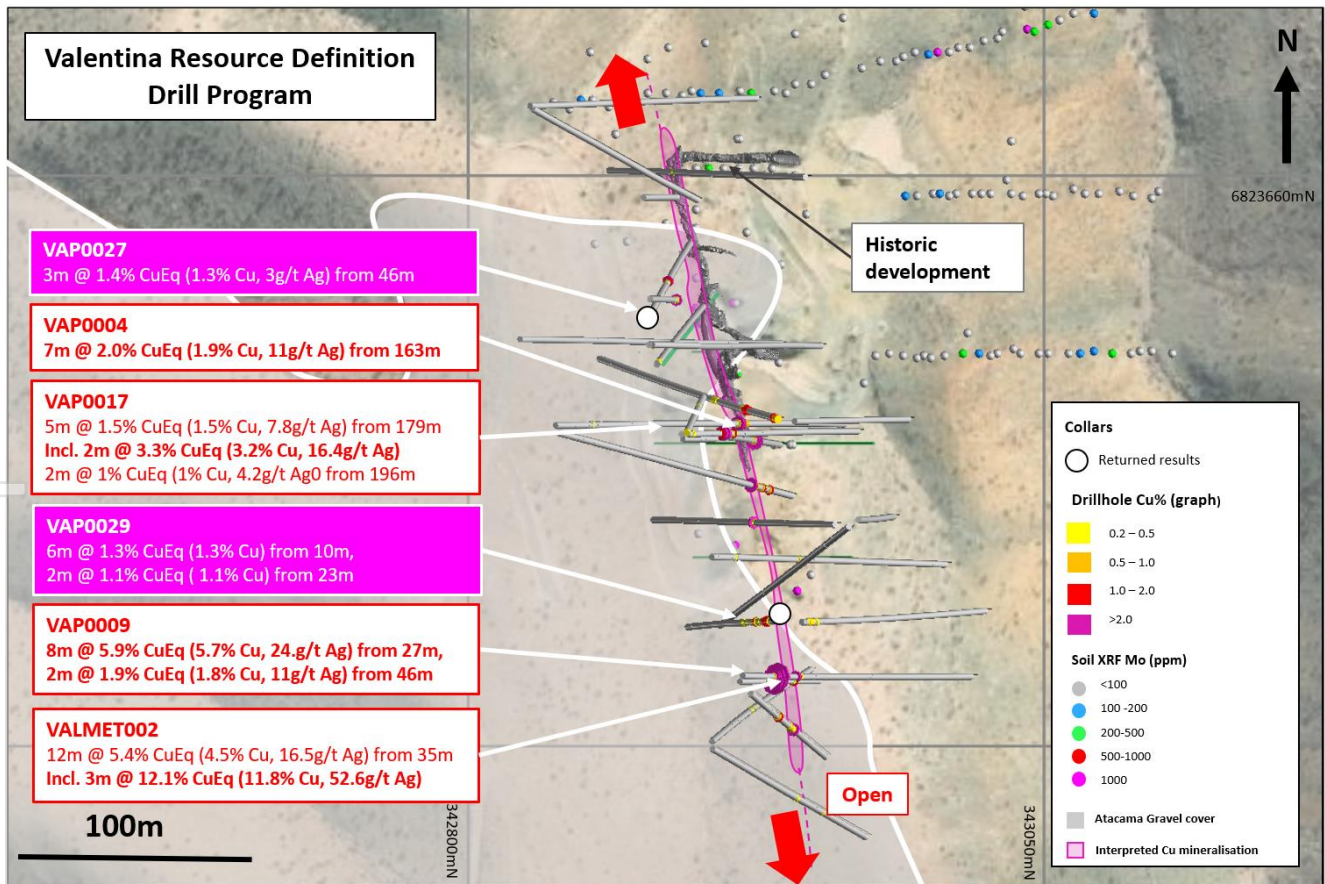 Valentina Resource Definition
Drill Program
N
6823660mN
Historic
development
VAP0027
3m @ 1.4% CuEq (1.3% Cu, 3g/t Ag) from 46m
VAP0004
7m @ 2.0% CuEq (1.9% Cu, 11g/t Ag) from 163m
VAP0017
5m @ 1.5% CuEq (1.5% Cu, 7.8g/t Ag) from 179m
Incl. 2m @ 3.3% CuEq (3.2% Cu, 16.4g/t Ag)
2m @ 1% CuEq (1% Cu, 4.2g/t Ag0 from 196m
VAP0029
6m @ 1.3% CuEq (1.3% Cu) from 10m,
2m @ 1.1% CuEq ( 1.1% Cu) from 23m
VAP0009
8m @ 5.9% CuEq (5.7% Cu, 24.g/t Ag) from 27m,
2m @ 1.9% CuEq (1.8% Cu, 11g/t Ag) from 46m
VALMET002
12m @ 5.4% CuEq (4.5% Cu, 16.5g/t Ag) from 35m
Incl. 3m @ 12.1% CuEq (11.8% Cu, 52.6g/t Ag)
100m
342800mN
Open
343050mN
Collars
Returned results
Drillhole Cu% (graph)
0.2 – 0.5
0.5 – 1.0
1.0 – 2.0
>2.0
Soil XRF Mo (ppm)
<100
100 -200
200-500
500-1000
1000
Atacama Gravel cover
Interpreted Cu mineralisation